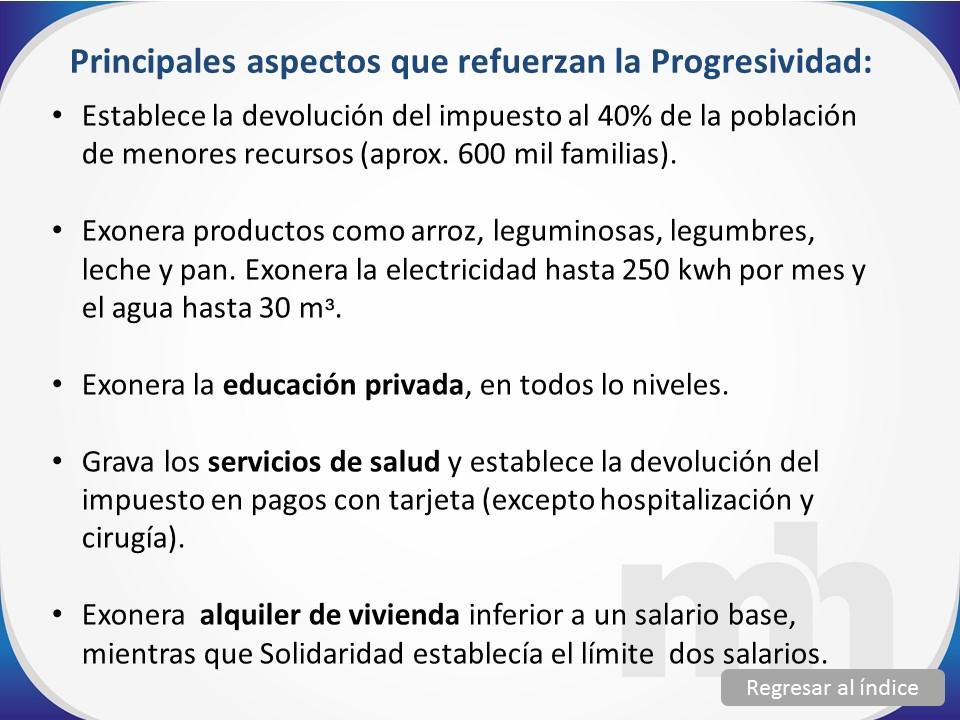 Principales aspectos que refuerzan la Progresividad:
• Establece la devolución del impuesto al 40% de la población
de menores recursos (aprox. 600 mil familias).
• Exonera productos como arroz, leguminosas, legumbres,
leche y pan. Exonera la electricidad hasta 250 kwh por mes y
el agua hasta 30 m³.
• Exonera la educación privada, en todos lo niveles.
• Grava los servicios de salud y establece la devolución del
impuesto en pagos con tarjeta (excepto hospitalización y
cirugía).
• Exonera alquiler de vivienda inferior a un salario base,
mientras que Solidaridad establecía el límite dos salarios.
mh
Regresar al índice